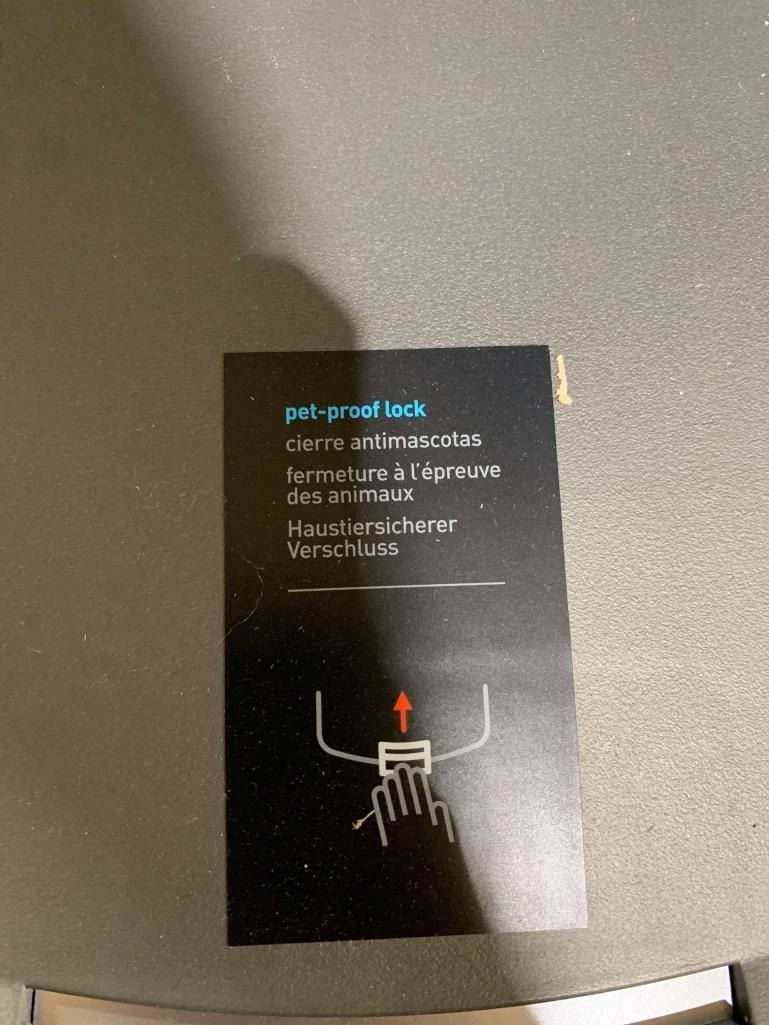 pet-proof lock
cierre antimascotas
fermeture à l'épreuve
des animaux
Haustiersicherer
Verschluss